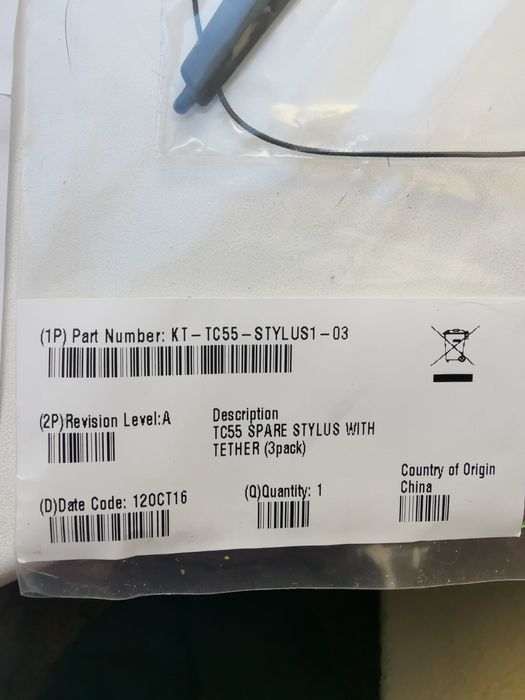 (1P) Part Number: KT-TC55-STYLUS1-03
(2P)Revision Level:A
Description
TC55 SPARE STYLUS WITH
TETHER (3pack)
(D)Date Code: 12OCT16
(Q)Quantity: 1
Country of Origin
China